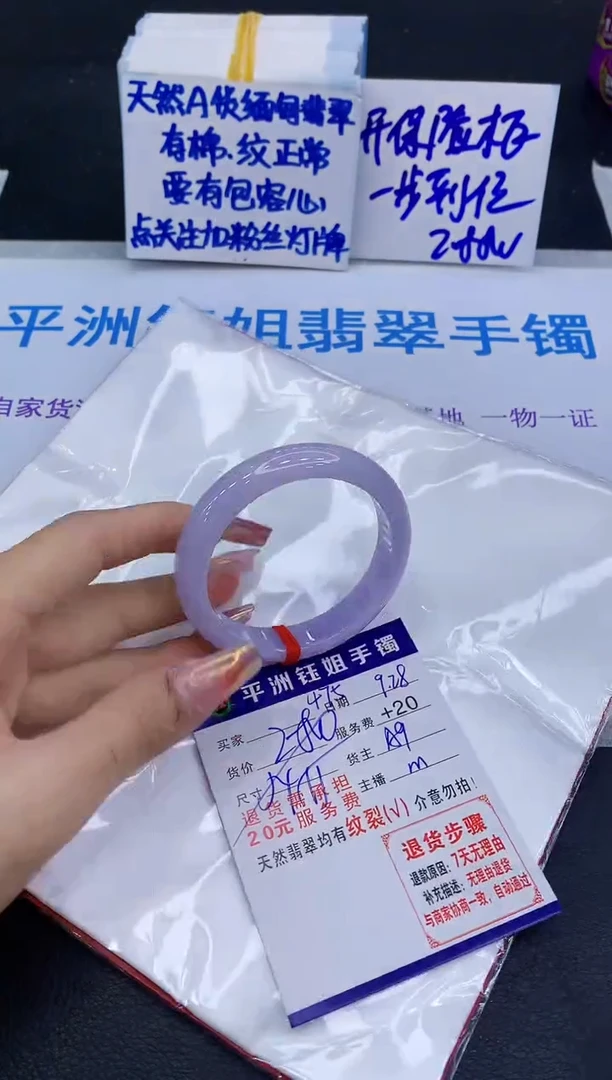 天然A货缅甸翡翠
有棉、纹正常
要有包容心
点关注加粉丝灯牌
开保险柜
一步到位
平洲钰姐翡翠手镯
自家货
一物一证
平洲钰姐手镯
475
日期 9.28
买家
服务费 +20
货价
货主 A9
尺寸
主播 m
退货需承担
20元服务费
天然翡翠均有纹裂(V) 介意勿拍!
退货步骤
退款原因: 7天无理由
补充描述: 无理由退货
与商家协商一致, 自动通过